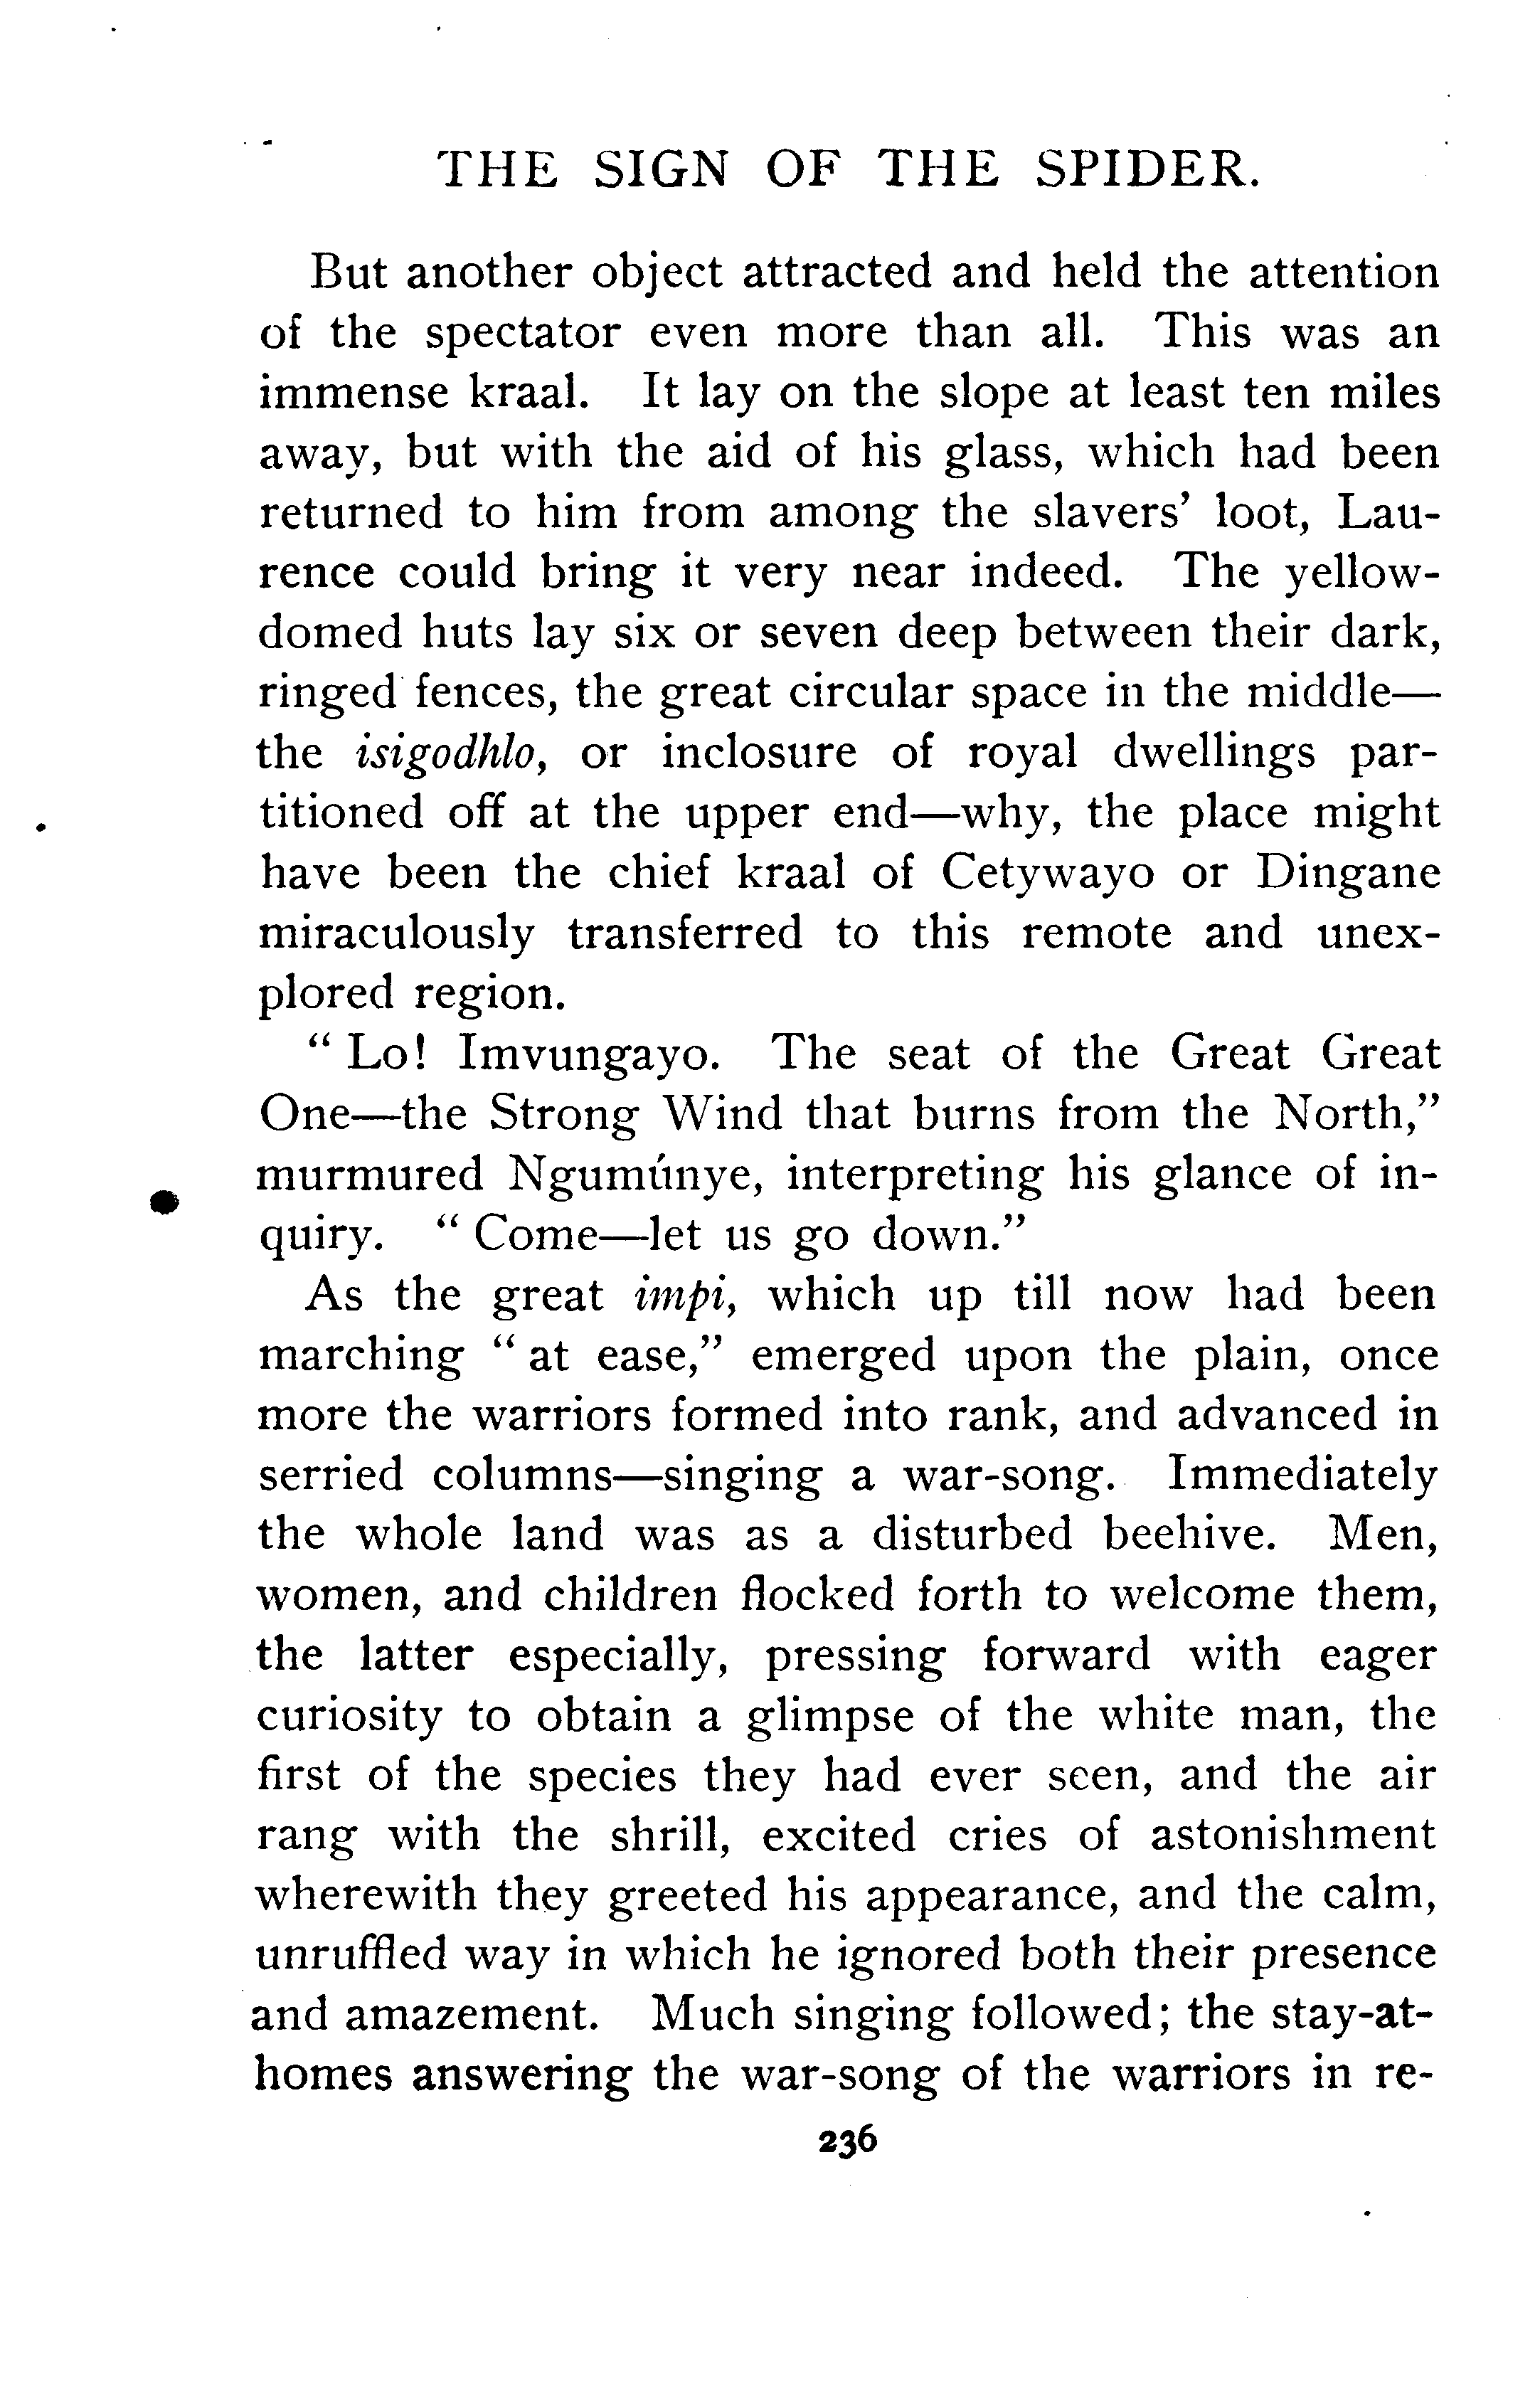 THE SIGN OF THE SPIDER.
But another object attracted and held the attention
of the spectator even more than all. This was an
immense kraal. It lay on the slope at least ten miles
away, but with the aid of his glass, which had been
returned to him from among the slavers' loot, Lau-
rence could bring it very near indeed. The yellow-
domed huts lay six or seven deep between their dark,
ringed fences, the great circular space in the middle—
the isigodhlo, or inclosure of royal dwellings par-
titioned off at the upper end—why, the place might
have been the chief kraal of Cetywayo or Dingane
miraculously transferred to this remote and unex-
plored region.
" Lo! Imvungayo. The seat of the Great Great
One—the Strong Wind that burns from the North,"
murmured Ngumúnye, interpreting his glance of in-
quiry. " Come—let us go down."
As the great impi, which up till now had been
marching " at ease," emerged upon the plain, once
more the warriors formed into rank, and advanced in
serried columns—singing a war-song. Immediately
the whole land was as a disturbed beehive. Men,
women, and children flocked forth to welcome them,
the latter especially, pressing forward with eager
curiosity to obtain a glimpse of the white man, the
first of the species they had ever seen, and the air
rang with the shrill, excited cries of astonishment
wherewith they greeted his appearance, and the calm,
unruffled way in which he ignored both their presence
and amazement. Much singing followed; the stay-at-
homes answering the war-song of the warriors in re-
236